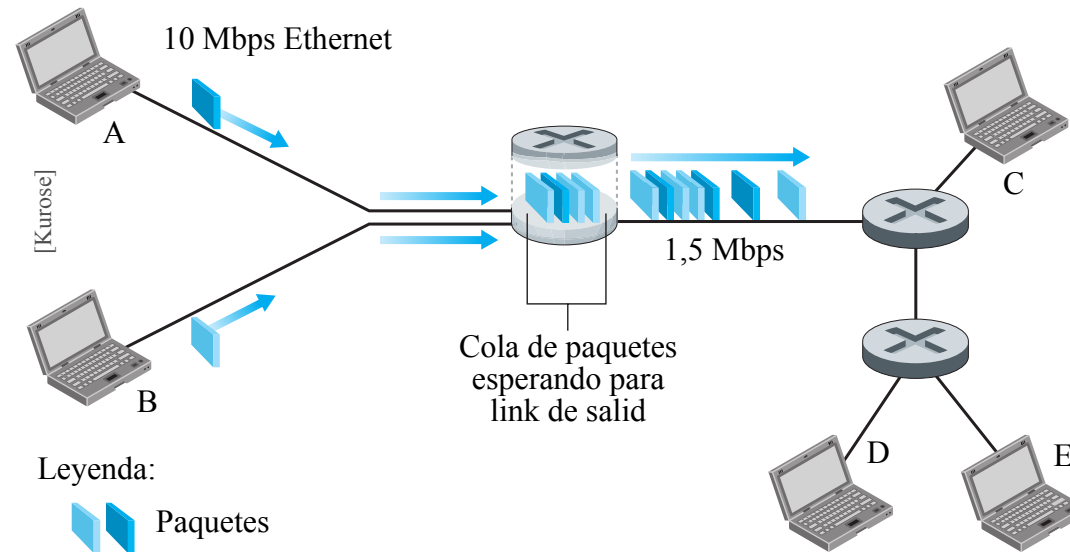 10 Mbps Ethernet
A
[Kurose]
C
1,5 Mbps
Cola de paquetes
esperando para
link de salid
B
D
E
Leyenda:
Paquetes